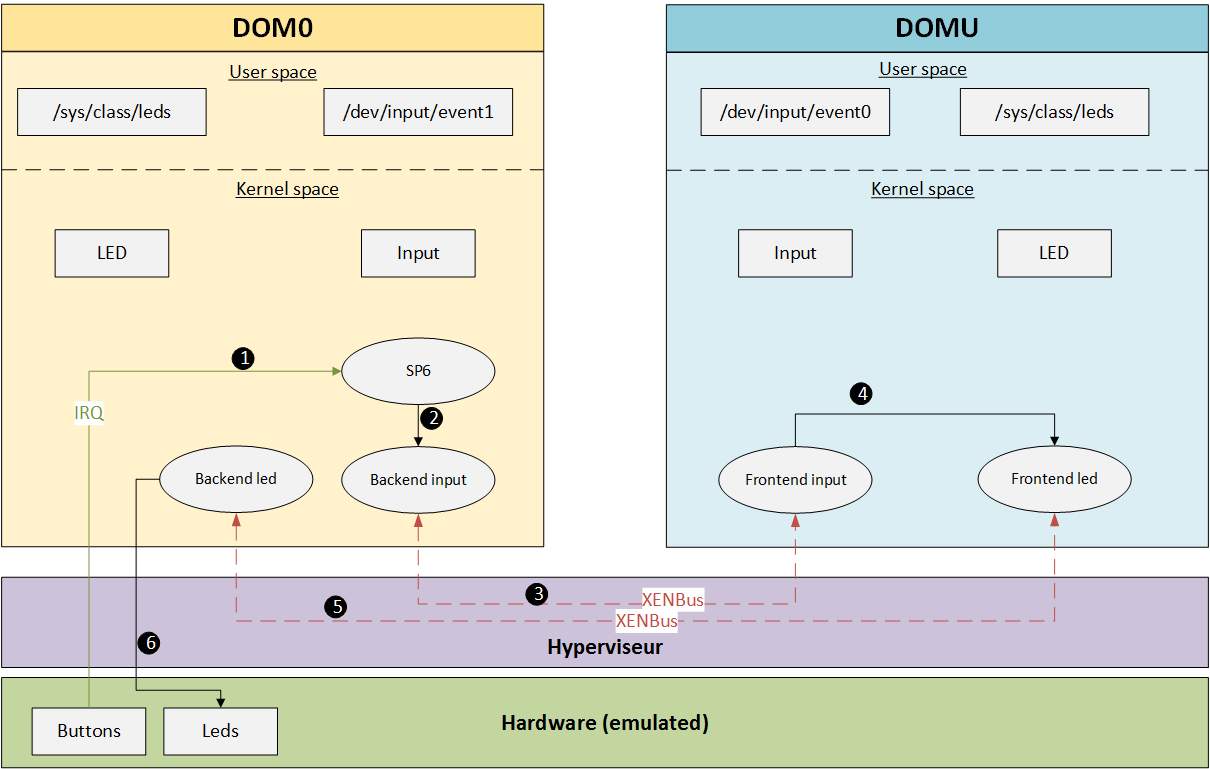 DOM0
User space
/sys/class/leds
/dev/input/event1
Kernel space
LED
Input
1
SP6
IRQ
2
Backend led
Backend input
DOMU
User space
/dev/input/event0
/sys/class/leds
Kernel space
Input
LED
4
Frontend input
Frontend led
3
XENBus
5
XENBus
6
Hyperviseur
Buttons
Leds
Hardware (emulated)